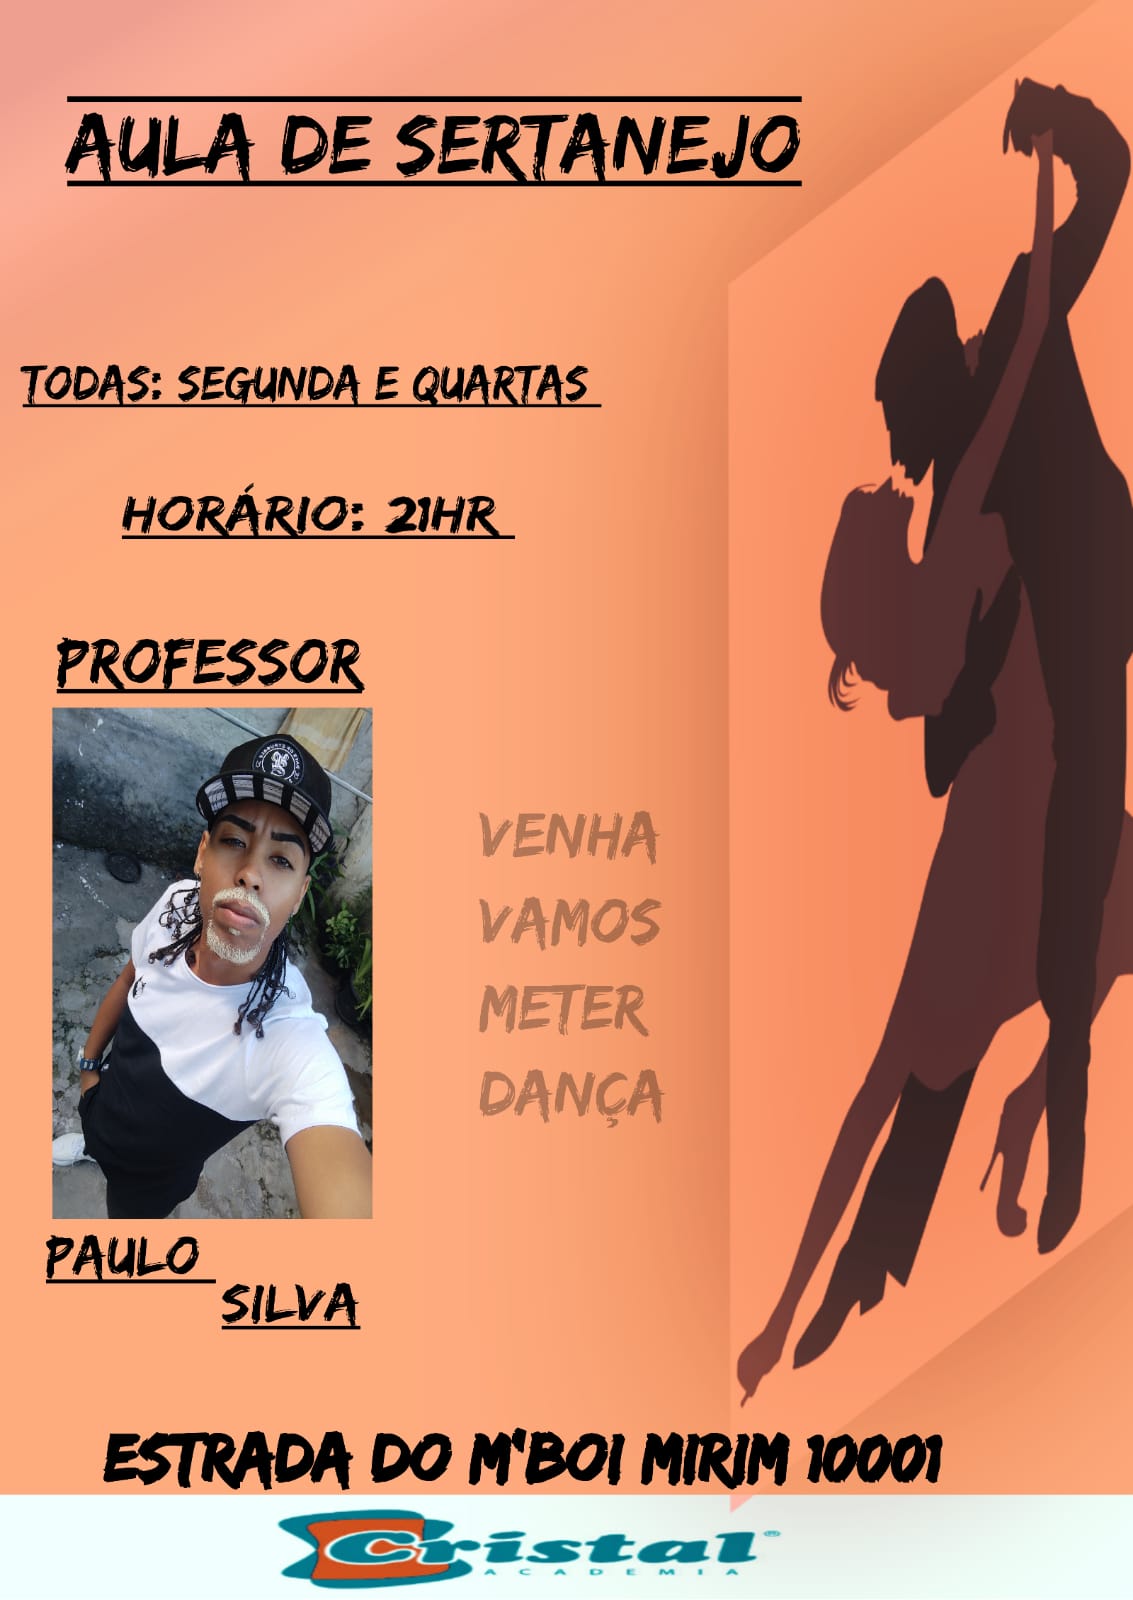 AULA DE SERTANEJO
TODAS: SEGUNDA E QUARTAS
HORÁRIO: 21HR
PROFESSOR
VENHA
VAMOS
METER
DANÇA
PAULO
SILVA
ESTRADA DO M'BOI MIRIM 10001
Cristal®
ACADEMIA